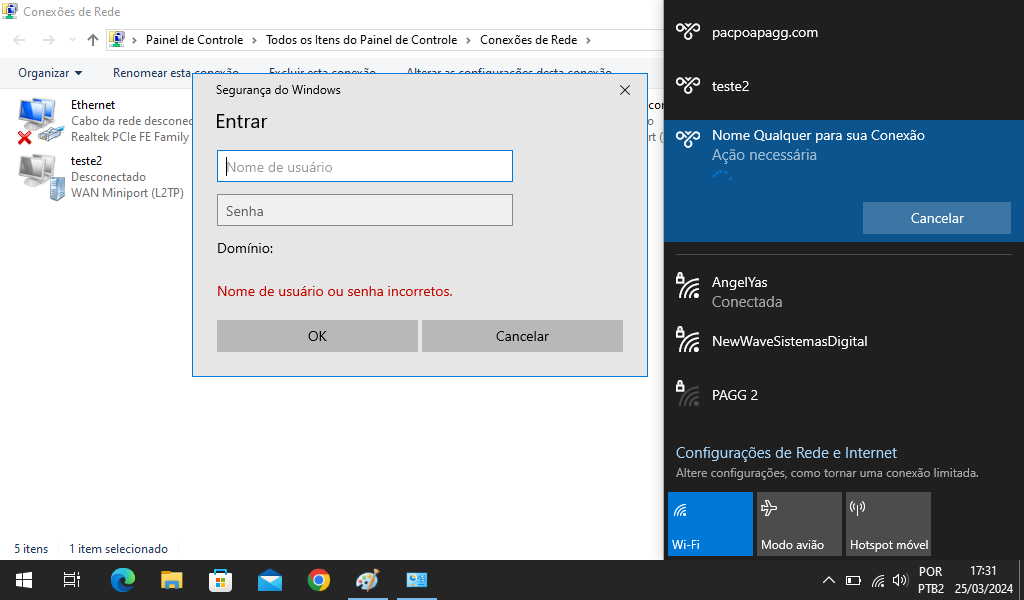 Conexões de Rede
Painel de Controle
Todos os Itens do Painel de Controle
Conexões de Rede
Organizar
Renomear esta conexão
Excluir esta conexão
Alterar as configurações desta conexão
Ethernet
Cabo da rede desconec
Realtek PCIe FE Family
teste2
Desconectado
WAN Miniport (L2TP)
Segurança do Windows
Entrar
Nome de usuário
Senha
Domínio:
Nome de usuário ou senha incorretos.
OK
Cancelar
5 itens
1 item selecionado
pacpoapagg.com
teste2
Nome Qualquer para sua Conexão
Ação necessária
Cancelar
AngelYas
Conectada
NewWaveSistemasDigital
PAGG 2
Configurações de Rede e Internet
Altere configurações, como tornar uma conexão limitada.
Wi-Fi
Modo avião
Hotspot móvel
POR
PTB2
17:31
25/03/2024